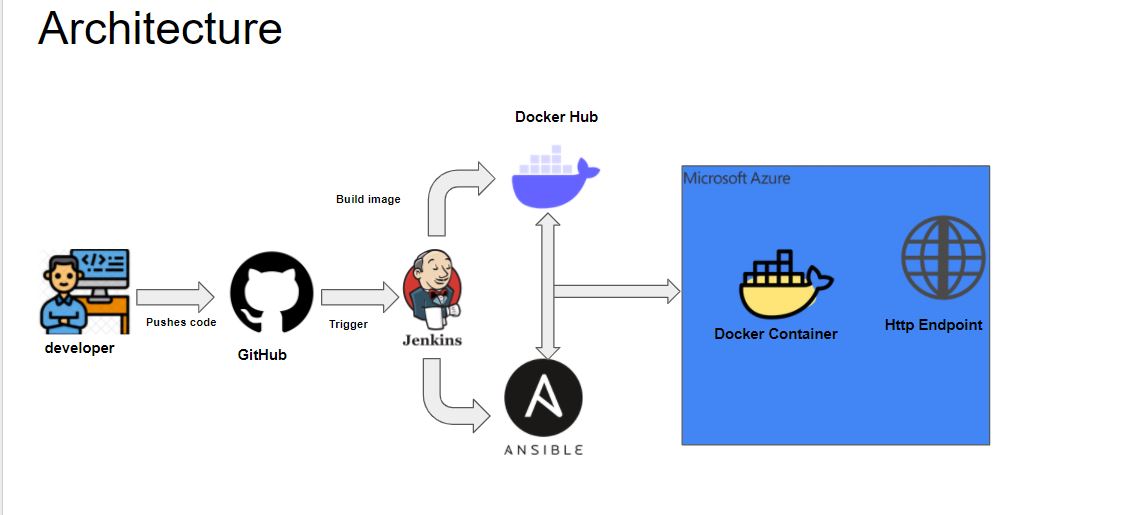 Architecture
Docker Hub
Microsoft Azure
Build image
</>
Pushes code
developer
GitHub
Trigger
Jenkins
ANSIBLE
Docker Container
Http Endpoint